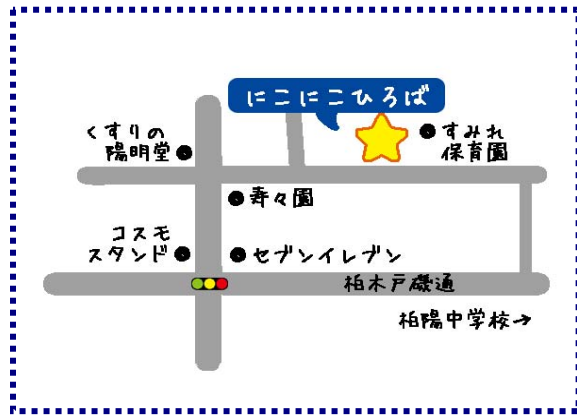 にこにこひろば
くすりの
陽明堂
すみれ
保育園
寿々園
コスモ
スタンド
セブンイレブン
柏木戸磯通
柏陽中学校→